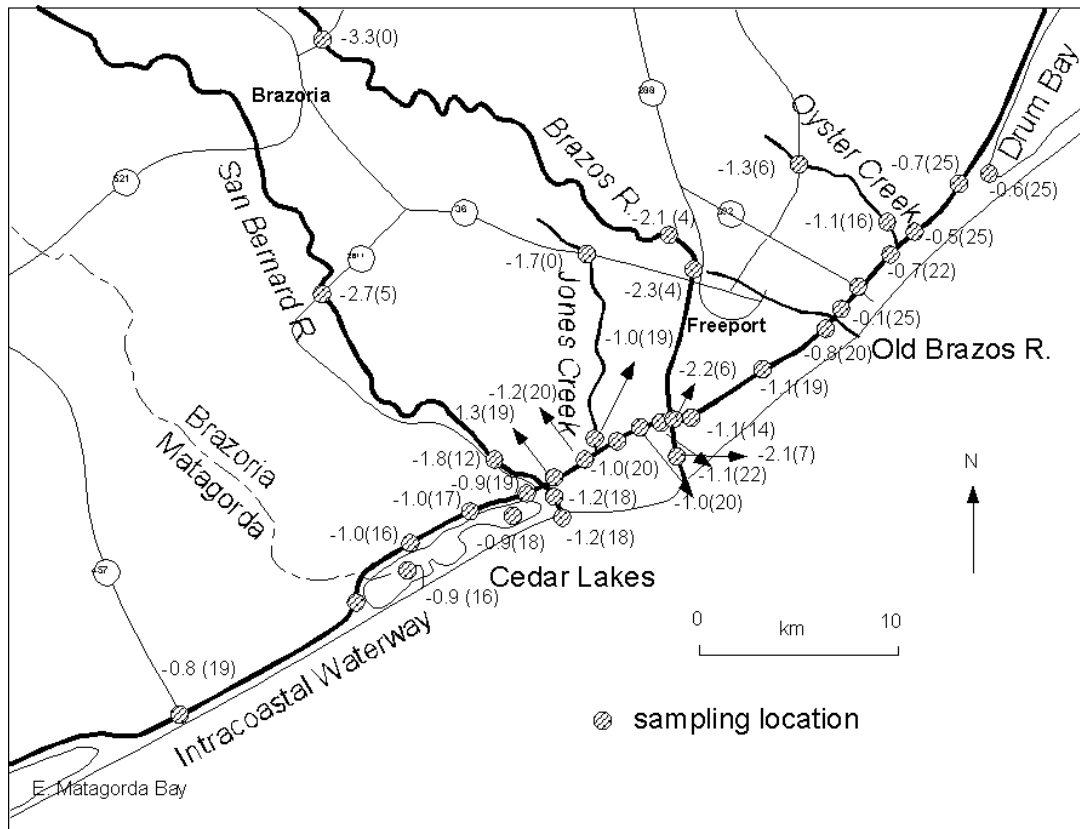 -3.3(0)
Brazoria
288
Oyster Creek
Drum Bay
Brazos R.
-0.7(25)
-1.3(6)
-0.6(25)
521
San Bernard R.
36
-2.1 (4)
-1.1(16)
-0.5(25)
-1.7(0)
-0.7(22)
-2.7(5)
-2.3(4)
Jones Creek
Freeport
-0.1(25)
-1.0(19)
-0.8(20)
Old Brazos R.
-2.2(6)
-1.1(19)
-1.2(20)
1.3(19)
-1.1(14)
Brazoria
Matagorda
-1.8(12)
-1.0(20)
-2.1(7)
-1.1(22)
-0.9(19)
-1.0(20)
-1.0(17)
-1.2(18)
N
-1.0(16)
-0.9(18)
-1.2(18)
457
Cedar Lakes
-0.9 (16)
0
10
km
-0.8 (19)
Intracoastal Waterway
sampling location
E. Matagorda Bay